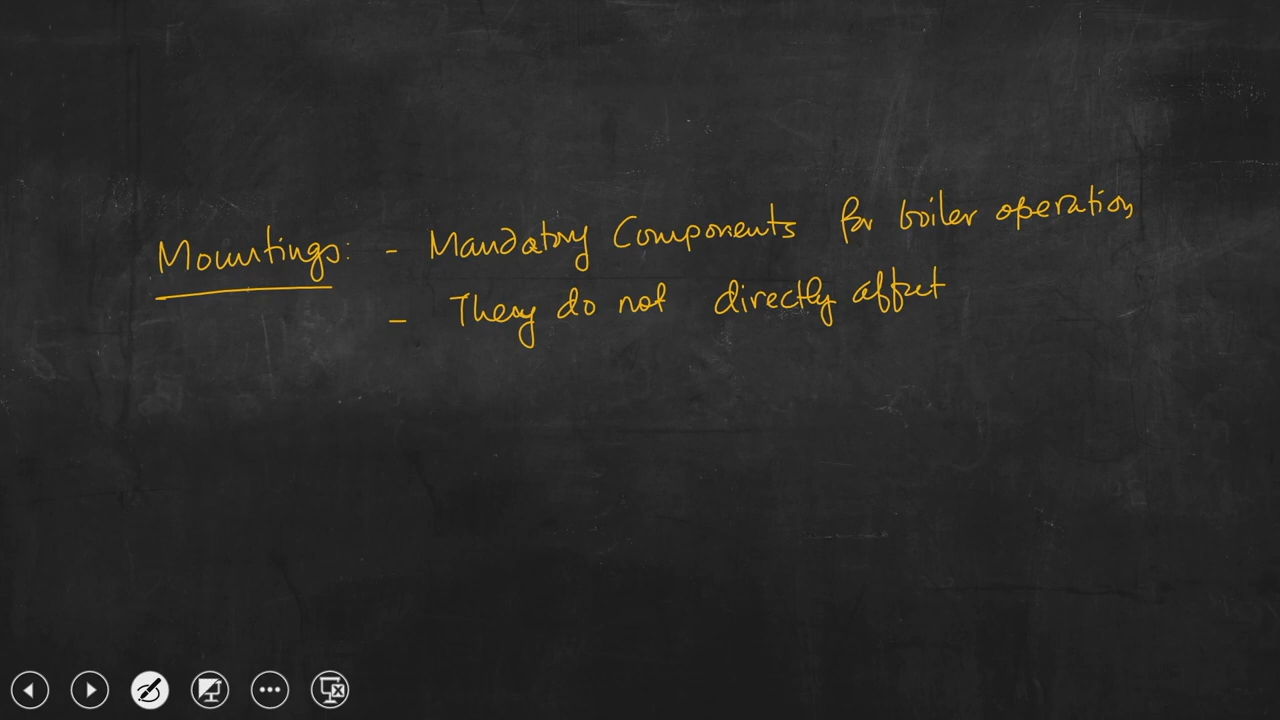 Mountings: - Mandatory Components for boiler operation,
- They do not directly affect